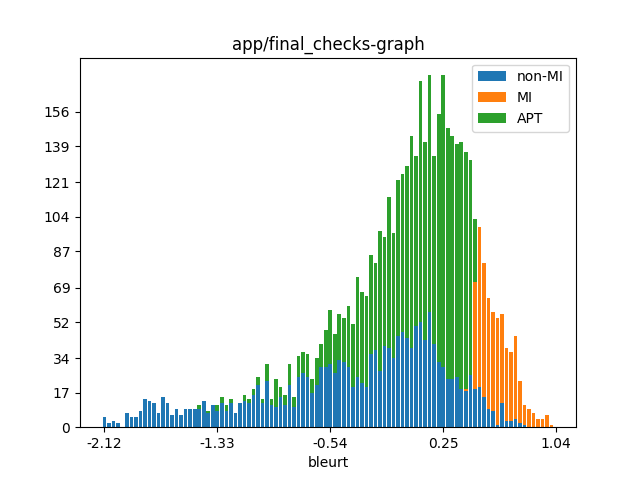 app/final_checks-graph
non-MI
MI
APT
156
139
121
104
87
69
52
34
17
0
-2.12 -1.33 -0.54 0.25 1.04
bleurt